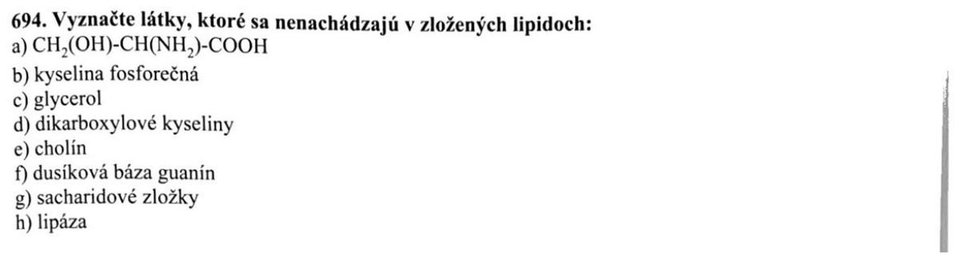 694. Vyznačte látky, ktoré sa nenachádzajú v zložených lipidoch:
a) CH₂(OH)-CH(NH₂)-COOH
b) kyselina fosforečná
c) glycerol
d) dikarboxylové kyseliny
e) cholín
f) dusíková báza guanín
g) sacharidové zložky
h) lipáza